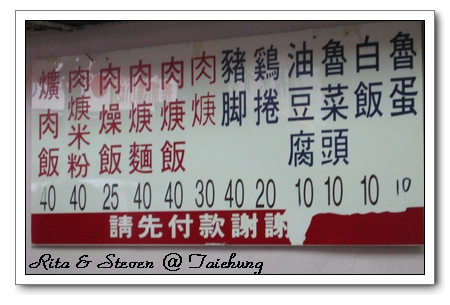 爌肉飯 40
肉焿米粉 40
肉燥飯 25
肉焿麵 40
肉焿飯 40
肉焿 30
豬脚 40
鷄捲 20
油豆腐 10
魯菜頭 10
白飯 10
魯蛋 10
請先付款謝謝
Rita & Steven @ Taichung